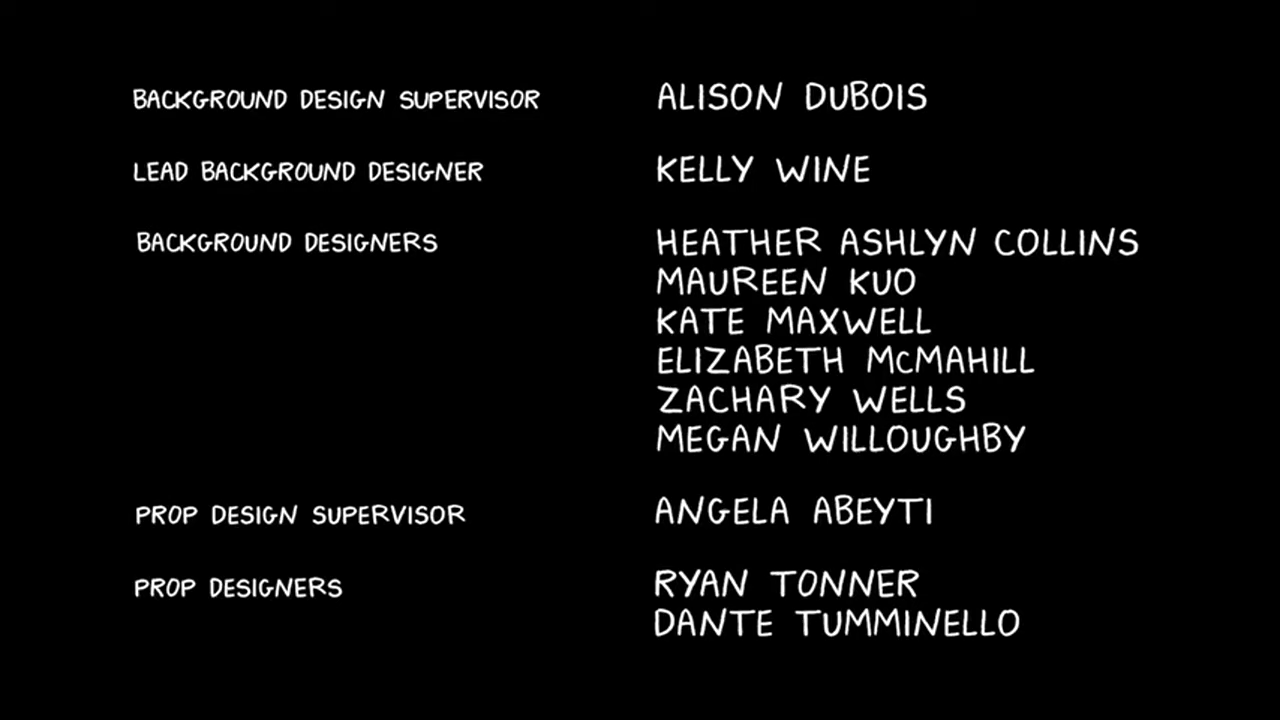 BACKGROUND DESIGN SUPERVISOR ALISON DUBOIS
LEAD BACKGROUND DESIGNER KELLY WINE
BACKGROUND DESIGNERS HEATHER ASHLYN COLLINS
MAUREEN KUO
KATE MAXWELL
ELIZABETH McMAHILL
ZACHARY WELLS
MEGAN WILLOUGHBY
PROP DESIGN SUPERVISOR ANGELA ABEYTI
PROP DESIGNERS RYAN TONNER
DANTE TUMMINELLO